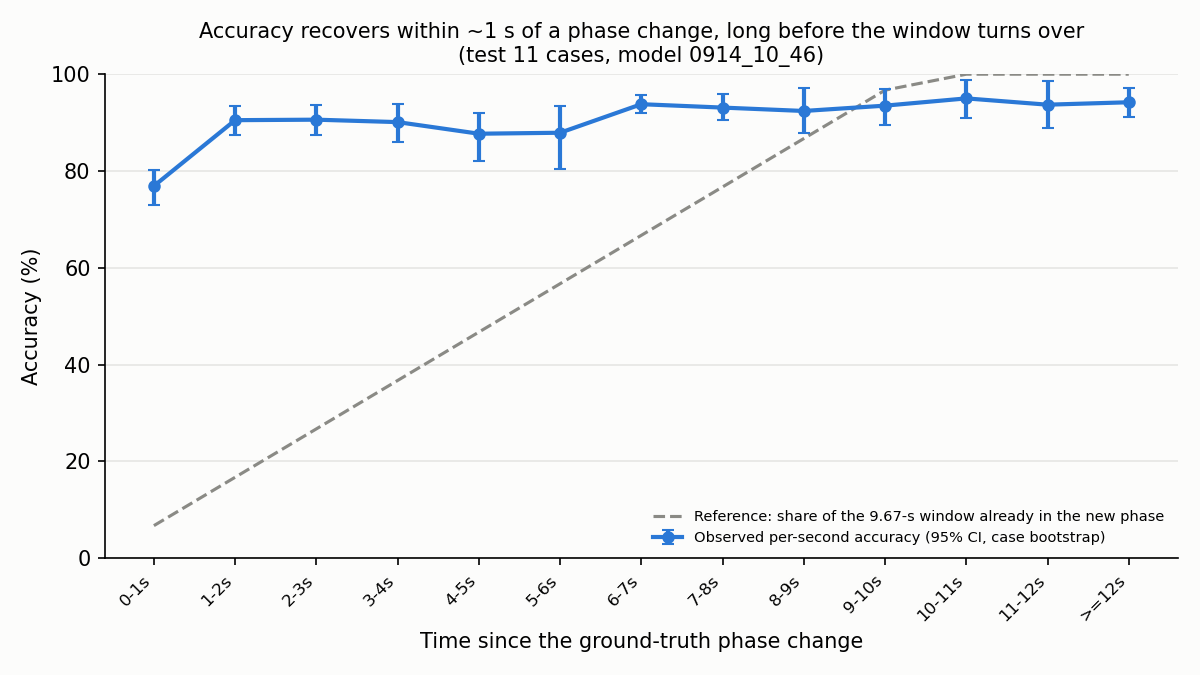 Accuracy recovers within ~1 s of a phase change, long before the window turns over
(test 11 cases, model 0914_10_46)
Accuracy (%)
100
80
60
40
20
0
Reference: share of the 9.67-s window already in the new phase
Observed per-second accuracy (95% CI, case bootstrap)
0-1s
1-2s
2-3s
3-4s
4-5s
5-6s
6-7s
7-8s
8-9s
9-10s
10-11s
11-12s
>=12s
Time since the ground-truth phase change